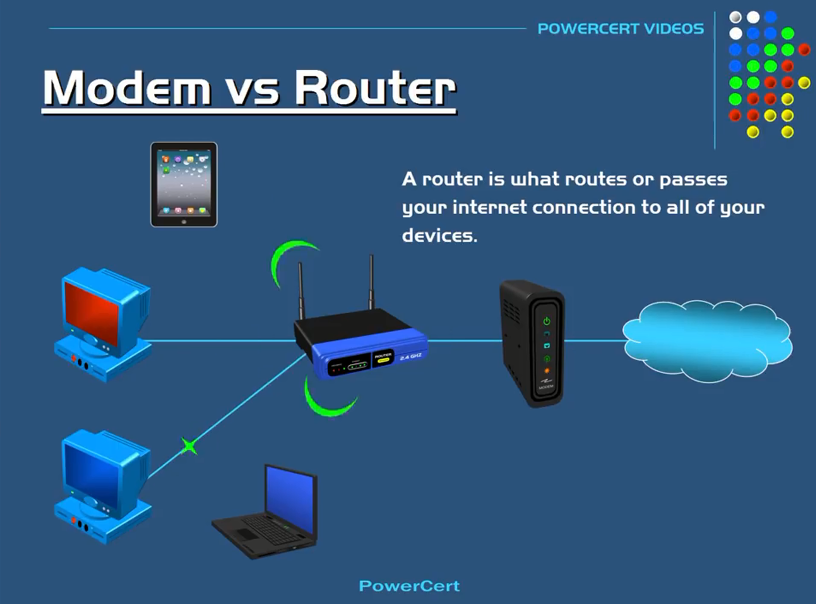 POWERCERT VIDEOS
Modem vs Router
A router is what routes or passes
your internet connection to all of your
devices.
ROUTER
2.4 GHZ
PowerCert